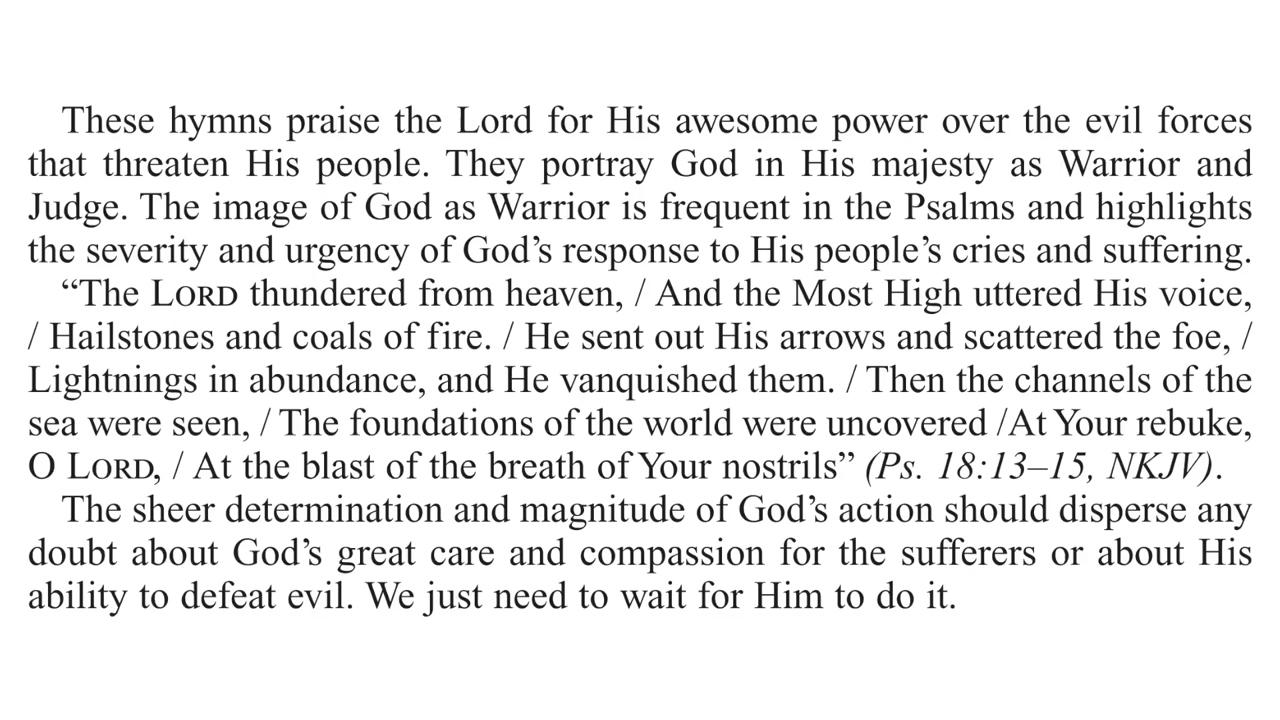 These hymns praise the Lord for His awesome power over the evil forces
that threaten His people. They portray God in His majesty as Warrior and
Judge. The image of God as Warrior is frequent in the Psalms and highlights
the severity and urgency of God’s response to His people’s cries and suffering.
“The LORD thundered from heaven, / And the Most High uttered His voice,
/ Hailstones and coals of fire. / He sent out His arrows and scattered the foe, /
Lightnings in abundance, and He vanquished them. / Then the channels of the
sea were seen, / The foundations of the world were uncovered /At Your rebuke,
O LORD, / At the blast of the breath of Your nostrils” (Ps. 18:13–15, NKJV).
The sheer determination and magnitude of God’s action should disperse any
doubt about God’s great care and compassion for the sufferers or about His
ability to defeat evil. We just need to wait for Him to do it.